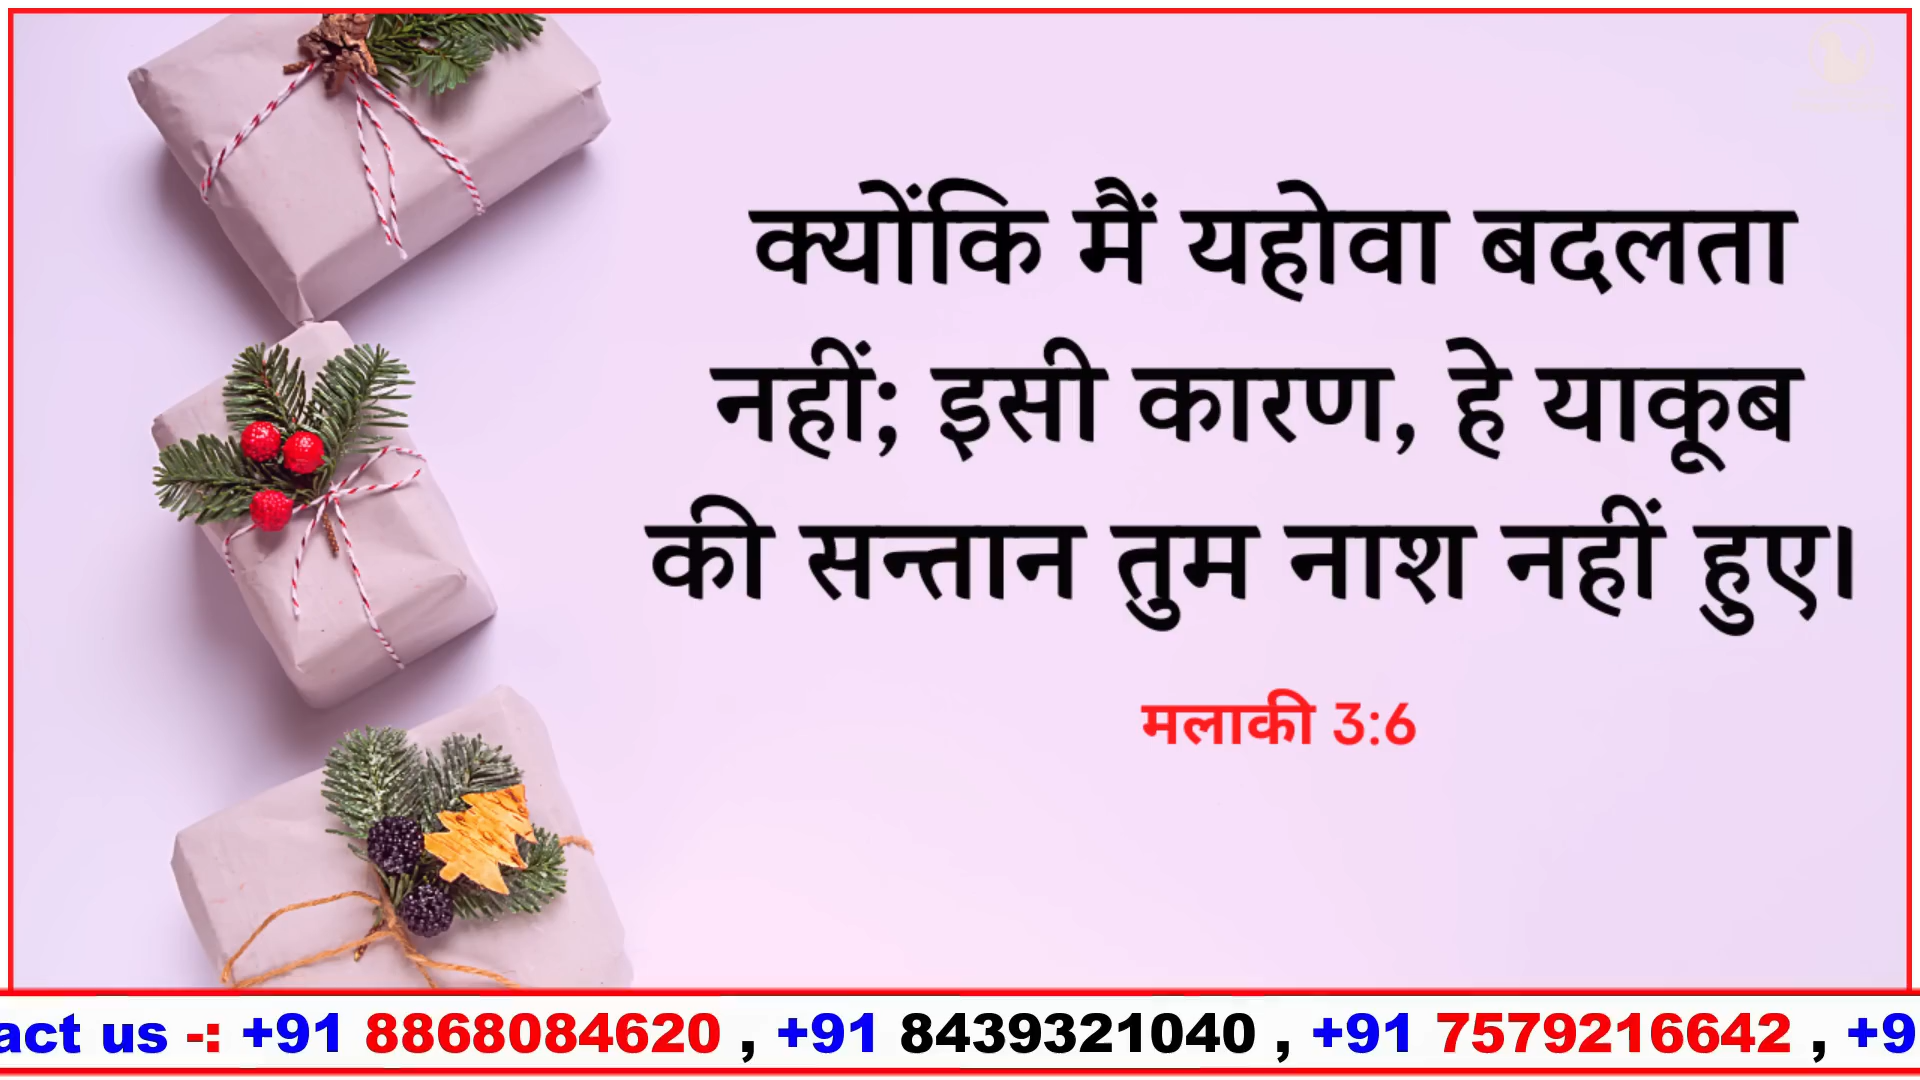 क्योंकि मैं यहोवा बदलता
नहीं; इसी कारण, हे याकूब
की सन्तान तुम नाश नहीं हुए।
मलाकी 3:6
act us -: +91 8868084620 , +91 8439321040 , +91 7579216642 , +9